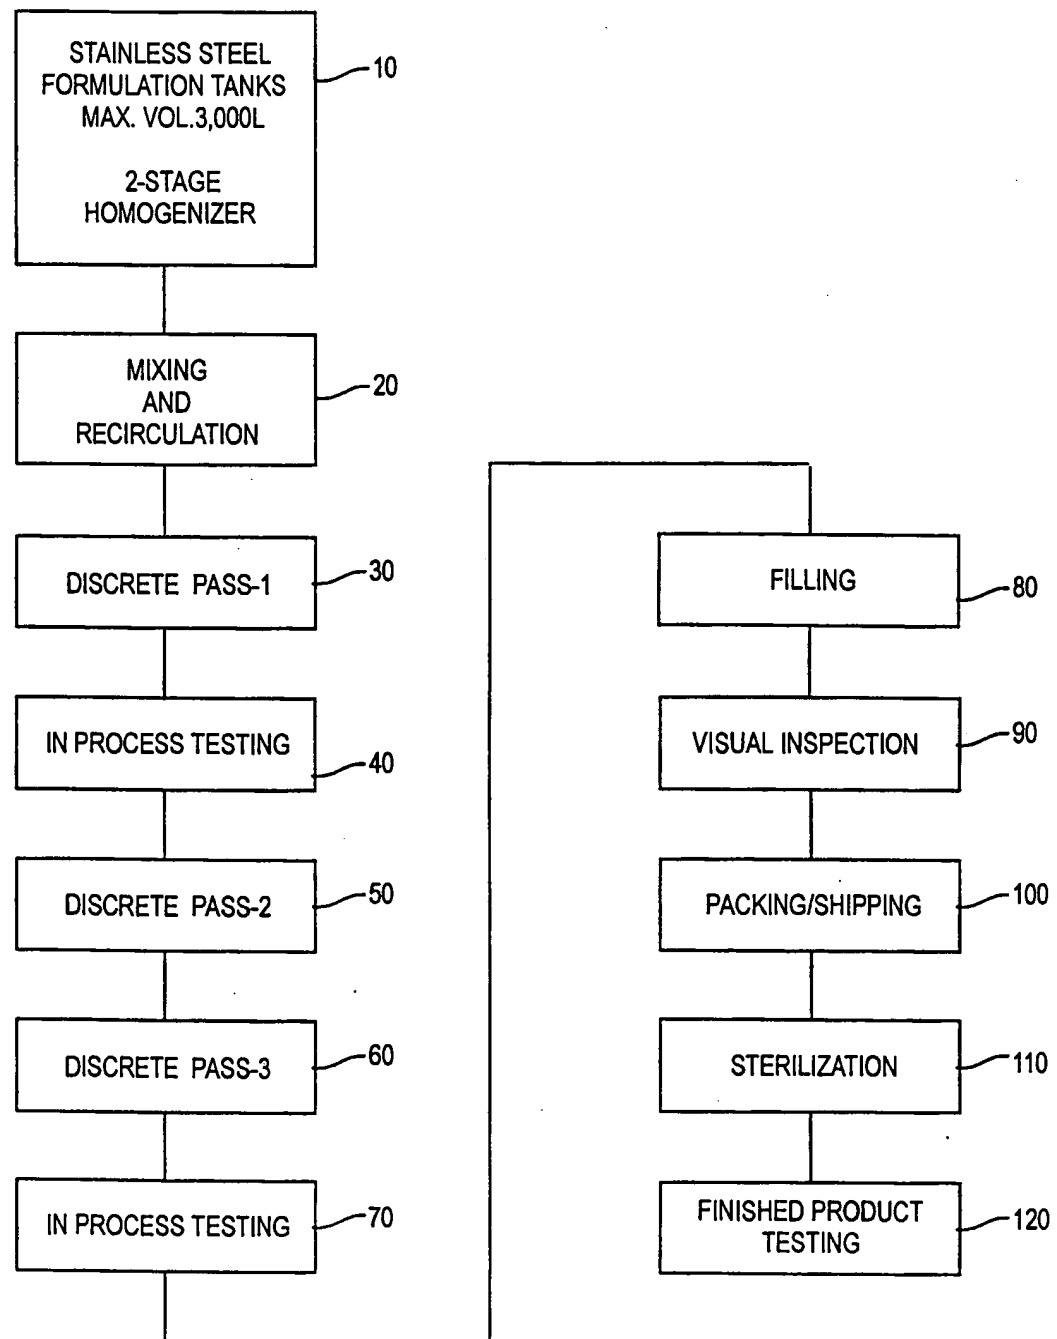 STAINLESS STEEL
FORMULATION TANKS
MAX. VOL.3,000L
2-STAGE
HOMOGENIZER
10
MIXING
AND
RECIRCULATION
20
DISCRETE PASS-1
30
IN PROCESS TESTING
40
DISCRETE PASS-2
50
DISCRETE PASS-3
60
IN PROCESS TESTING
70
FILLING
80
VISUAL INSPECTION
90
PACKING/SHIPPING
100
STERILIZATION
110
FINISHED PRODUCT
TESTING
120